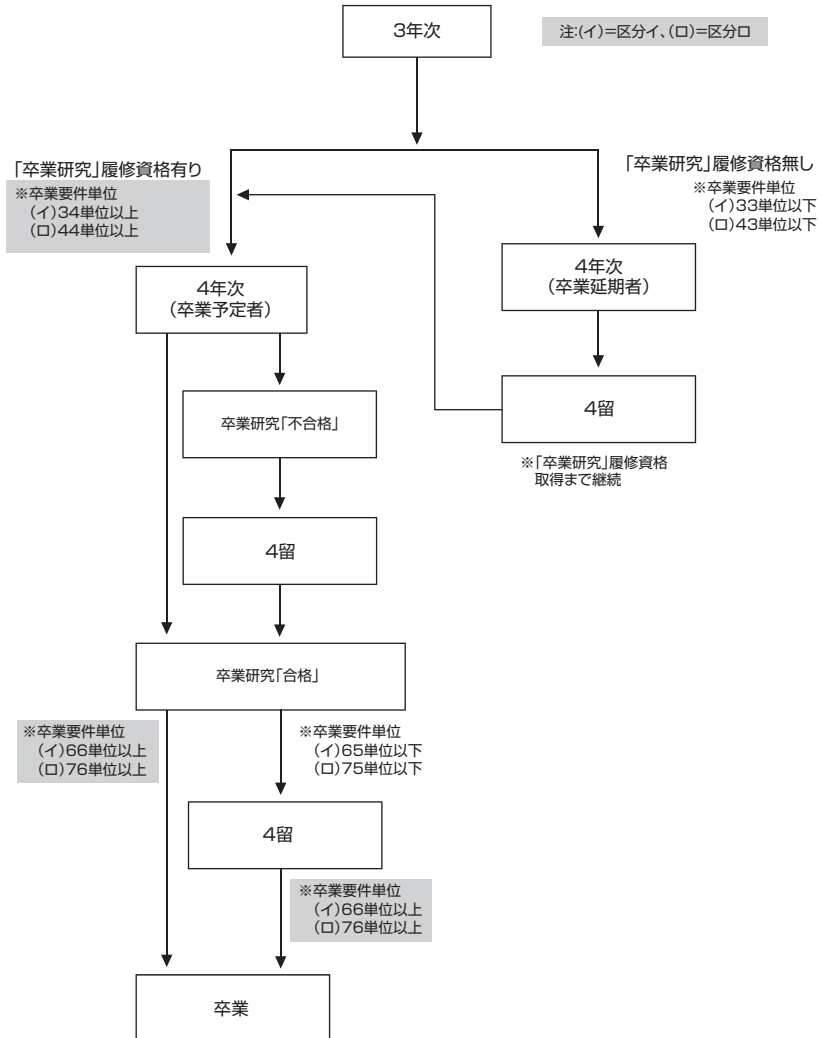 3年次
注:(イ)=区分イ、(ロ)=区分ロ
「卒業研究」履修資格有り
※卒業要件単位
(イ)34単位以上
(ロ)44単位以上
「卒業研究」履修資格無し
※卒業要件単位
(イ)33単位以下
(ロ)43単位以下
4年次
(卒業予定者)
4年次
(卒業延期者)
卒業研究「不合格」
4留
※「卒業研究」履修資格
取得まで継続
4留
卒業研究「合格」
※卒業要件単位
(イ)66単位以上
(ロ)76単位以上
※卒業要件単位
(イ)65単位以下
(ロ)75単位以下
4留
※卒業要件単位
(イ)66単位以上
(ロ)76単位以上
卒業